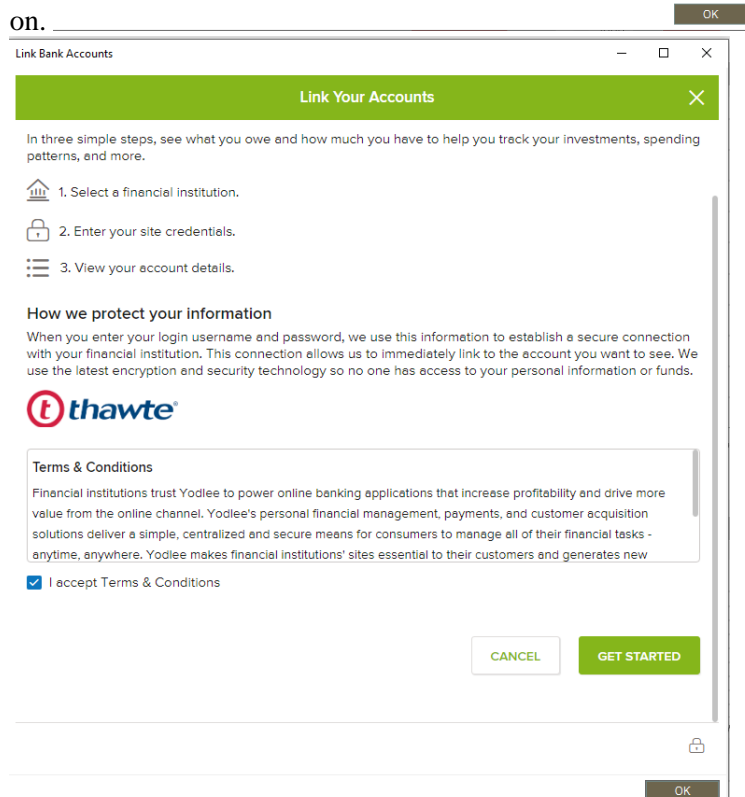 on.
OK
Link Bank Accounts
Link Your Accounts
In three simple steps, see what you owe and how much you have to help you track your investments, spending
patterns, and more.
1. Select a financial institution.
2. Enter your site credentials.
3. View your account details.
How we protect your information
When you enter your login username and password, we use this information to establish a secure connection
with your financial institution. This connection allows us to immediately link to the account you want to see. We
use the latest encryption and security technology so no one has access to your personal information or funds.
t thawte®
Terms & Conditions
Financial institutions trust Yodlee to power online banking applications that increase profitability and drive more
value from the online channel. Yodlee's personal financial management, payments, and customer acquisition
solutions deliver a simple, centralized and secure means for consumers to manage all of their financial tasks -
anytime, anywhere. Yodlee makes financial institutions' sites essential to their customers and generates new
I accept Terms & Conditions
CANCEL
GET STARTED
OK